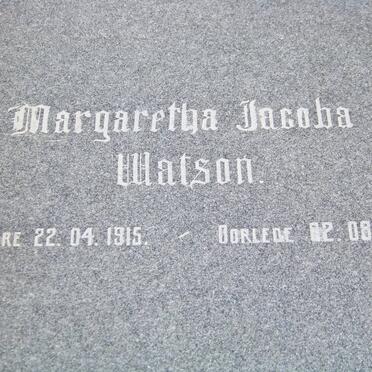 Margaretha Jacoba
Watson.
RE 22.04.1915. - OORLEDE 02.08